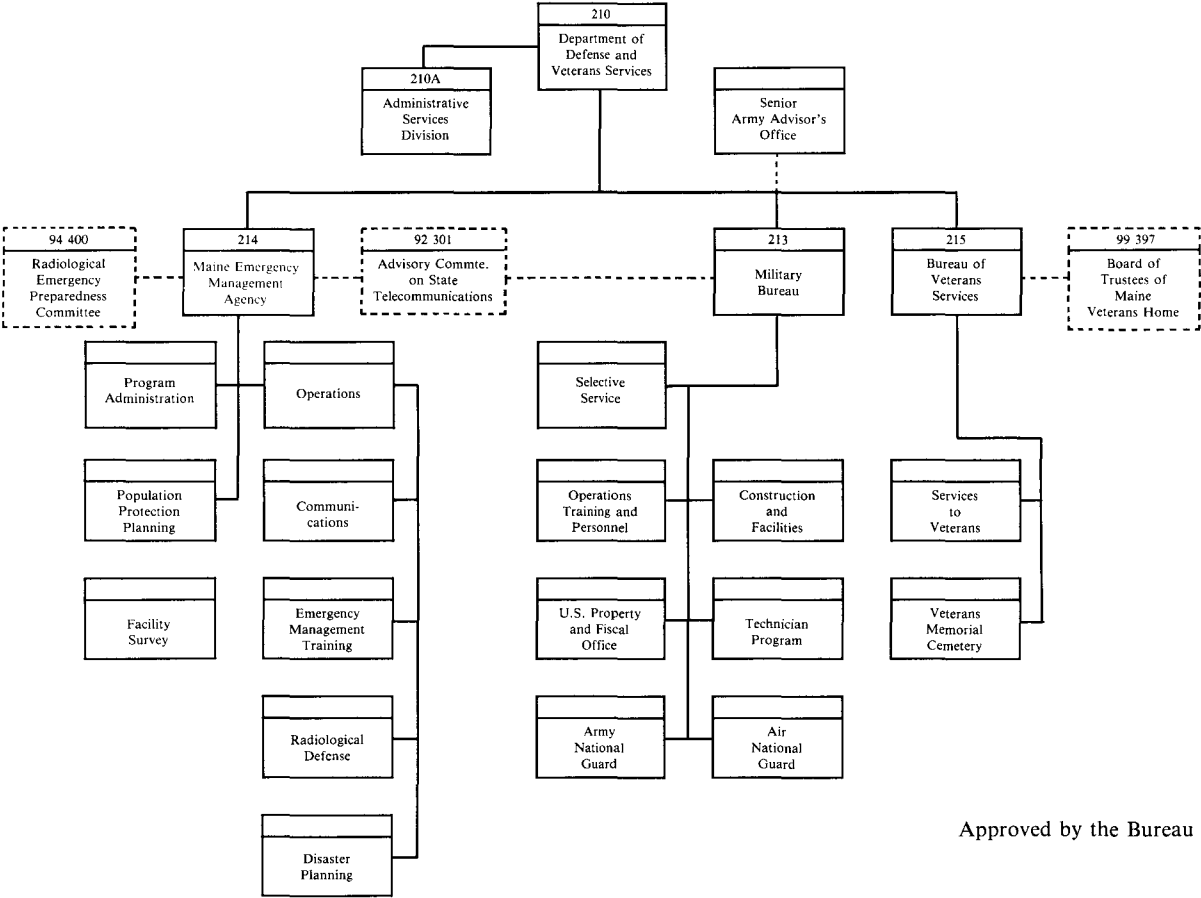 210
Department of
Defense and
Veterans Services
210A
Administrative
Services
Division
Senior
Army Advisor's
Office
94 400
Radiological
Emergency
Preparedness
Committee
214
Maine Emergency
Management
Agency
92 301
Advisory Commte.
on State
Telecommunications
213
Military
Bureau
215
Bureau of
Veterans
Services
99 397
Board of
Trustees of
Maine
Veterans Home
Program
Administration
Operations
Selective
Service
Population
Protection
Planning
Communi-
cations
Operations
Training and
Personnel
Construction
and
Facilities
Services
to
Veterans
Facility
Survey
Emergency
Management
Training
U.S. Property
and Fiscal
Office
Technician
Program
Veterans
Memorial
Cemetery
Radiological
Defense
Army
National
Guard
Air
National
Guard
Disaster
Planning
Approved by the Bureau